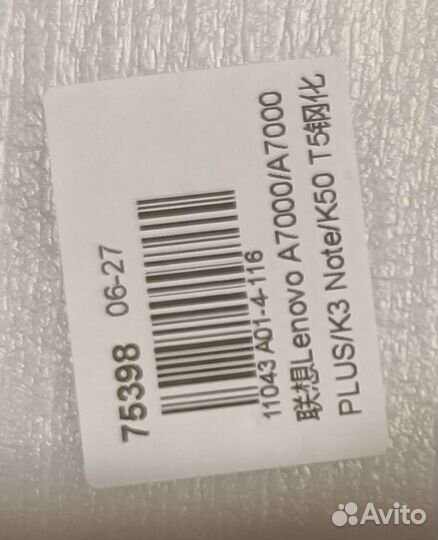 75398 06-27
11043 A01-4-116
联想Lenovo A7000/A7000
PLUS/K3 Note/K50 T5钢化
Avito